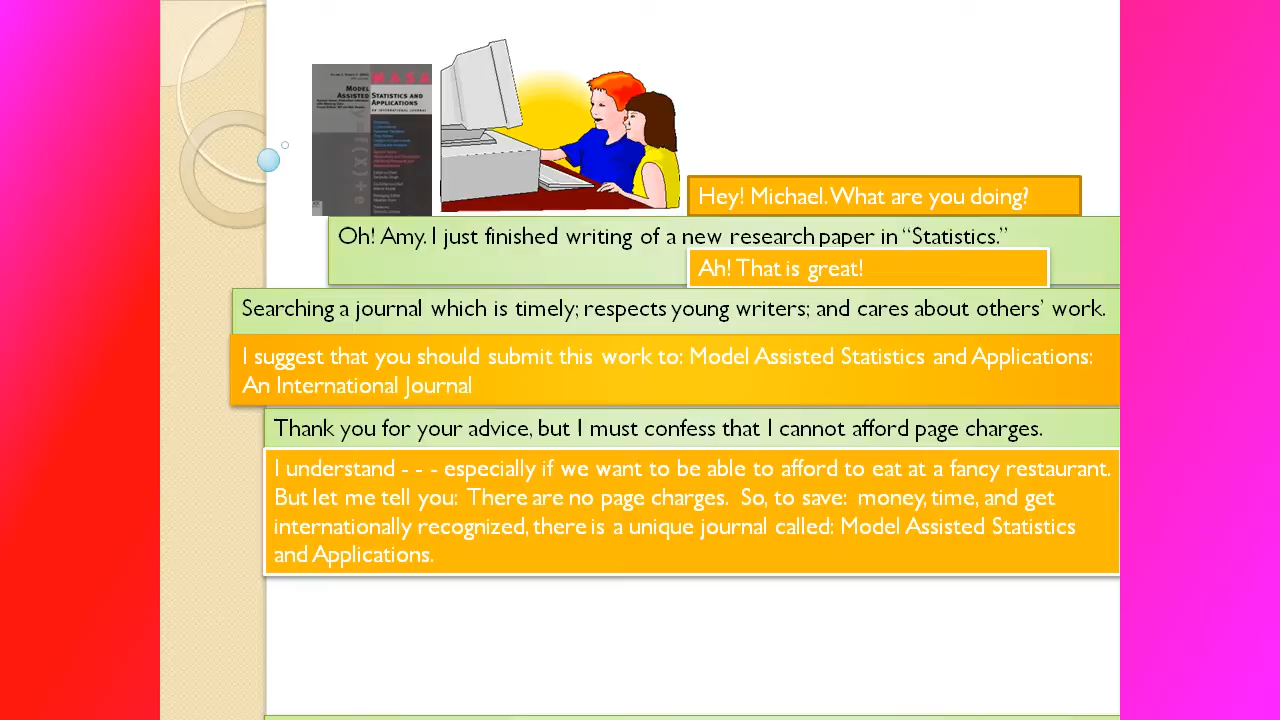 MASA
MODEL
ASSISTED STATISTICS AND
APPLICATIONS
AN INTERNATIONAL JOURNAL
Hey! Michael. What are you doing?
Oh! Amy. I just finished writing of a new research paper in “Statistics.”
Ah! That is great!
Searching a journal which is timely; respects young writers; and cares about others’ work.
I suggest that you should submit this work to: Model Assisted Statistics and Applications:
An International Journal
Thank you for your advice, but I must confess that I cannot afford page charges.
I understand - - - especially if we want to be able to afford to eat at a fancy restaurant.
But let me tell you: There are no page charges. So, to save: money, time, and get
internationally recognized, there is a unique journal called: Model Assisted Statistics
and Applications.